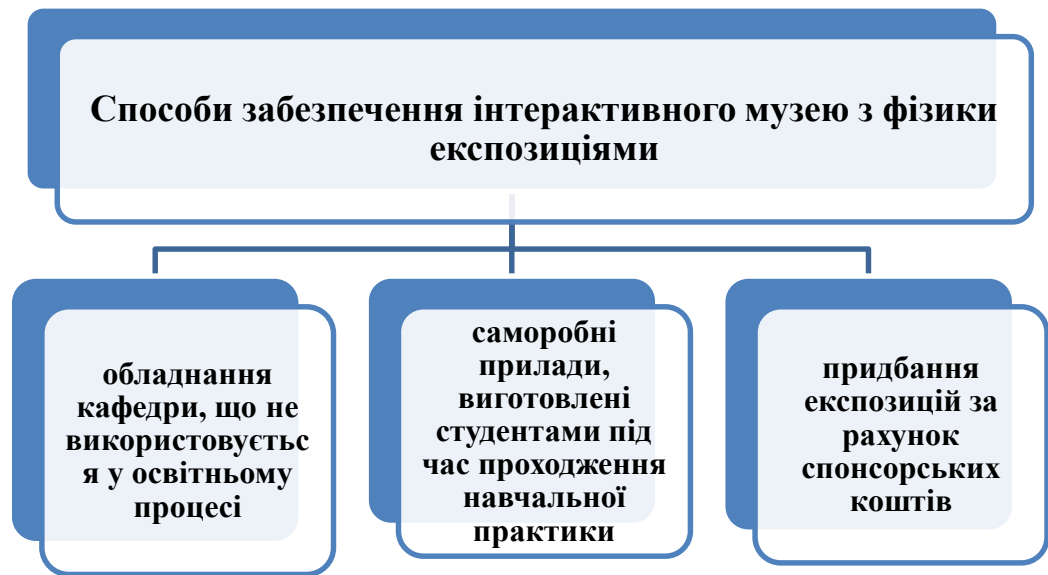 Способи забезпечення інтерактивного музею з фізики
експозиціями
обладнання
кафедри, що не
використовуєтьс
я у освітньому
процесі
саморобні
прилади,
виготовлені
студентами під
час проходження
навчальної
практики
придбання
експозицій за
рахунок
спонсорських
коштів